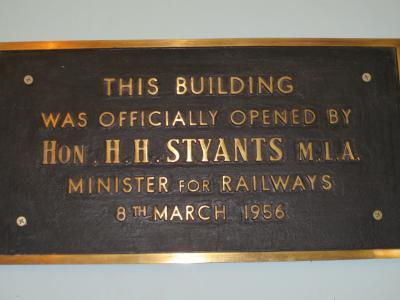 THIS BUILDING
WAS OFFICIALLY OPENED BY
HON. H.H. STYANTS M.L.A.
MINISTER FOR RAILWAYS
8TH MARCH 1956